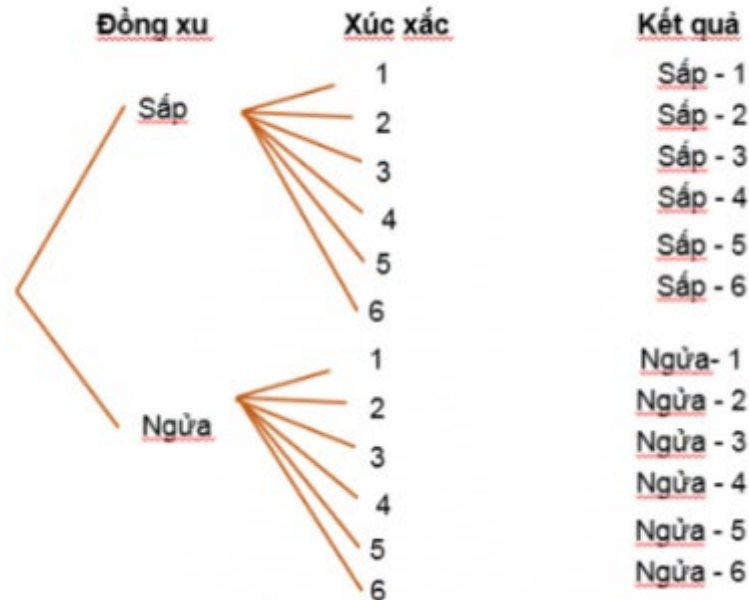 Đồng xu Xúc xắc Kết quả
1 Sấp - 1
Sấp 2 Sấp - 2
3 Sấp - 3
4 Sấp - 4
5 Sấp - 5
6 Sấp - 6
1 Ngửa- 1
Ngửa 2 Ngửa - 2
3 Ngửa - 3
4 Ngửa - 4
5 Ngửa - 5
6 Ngửa - 6